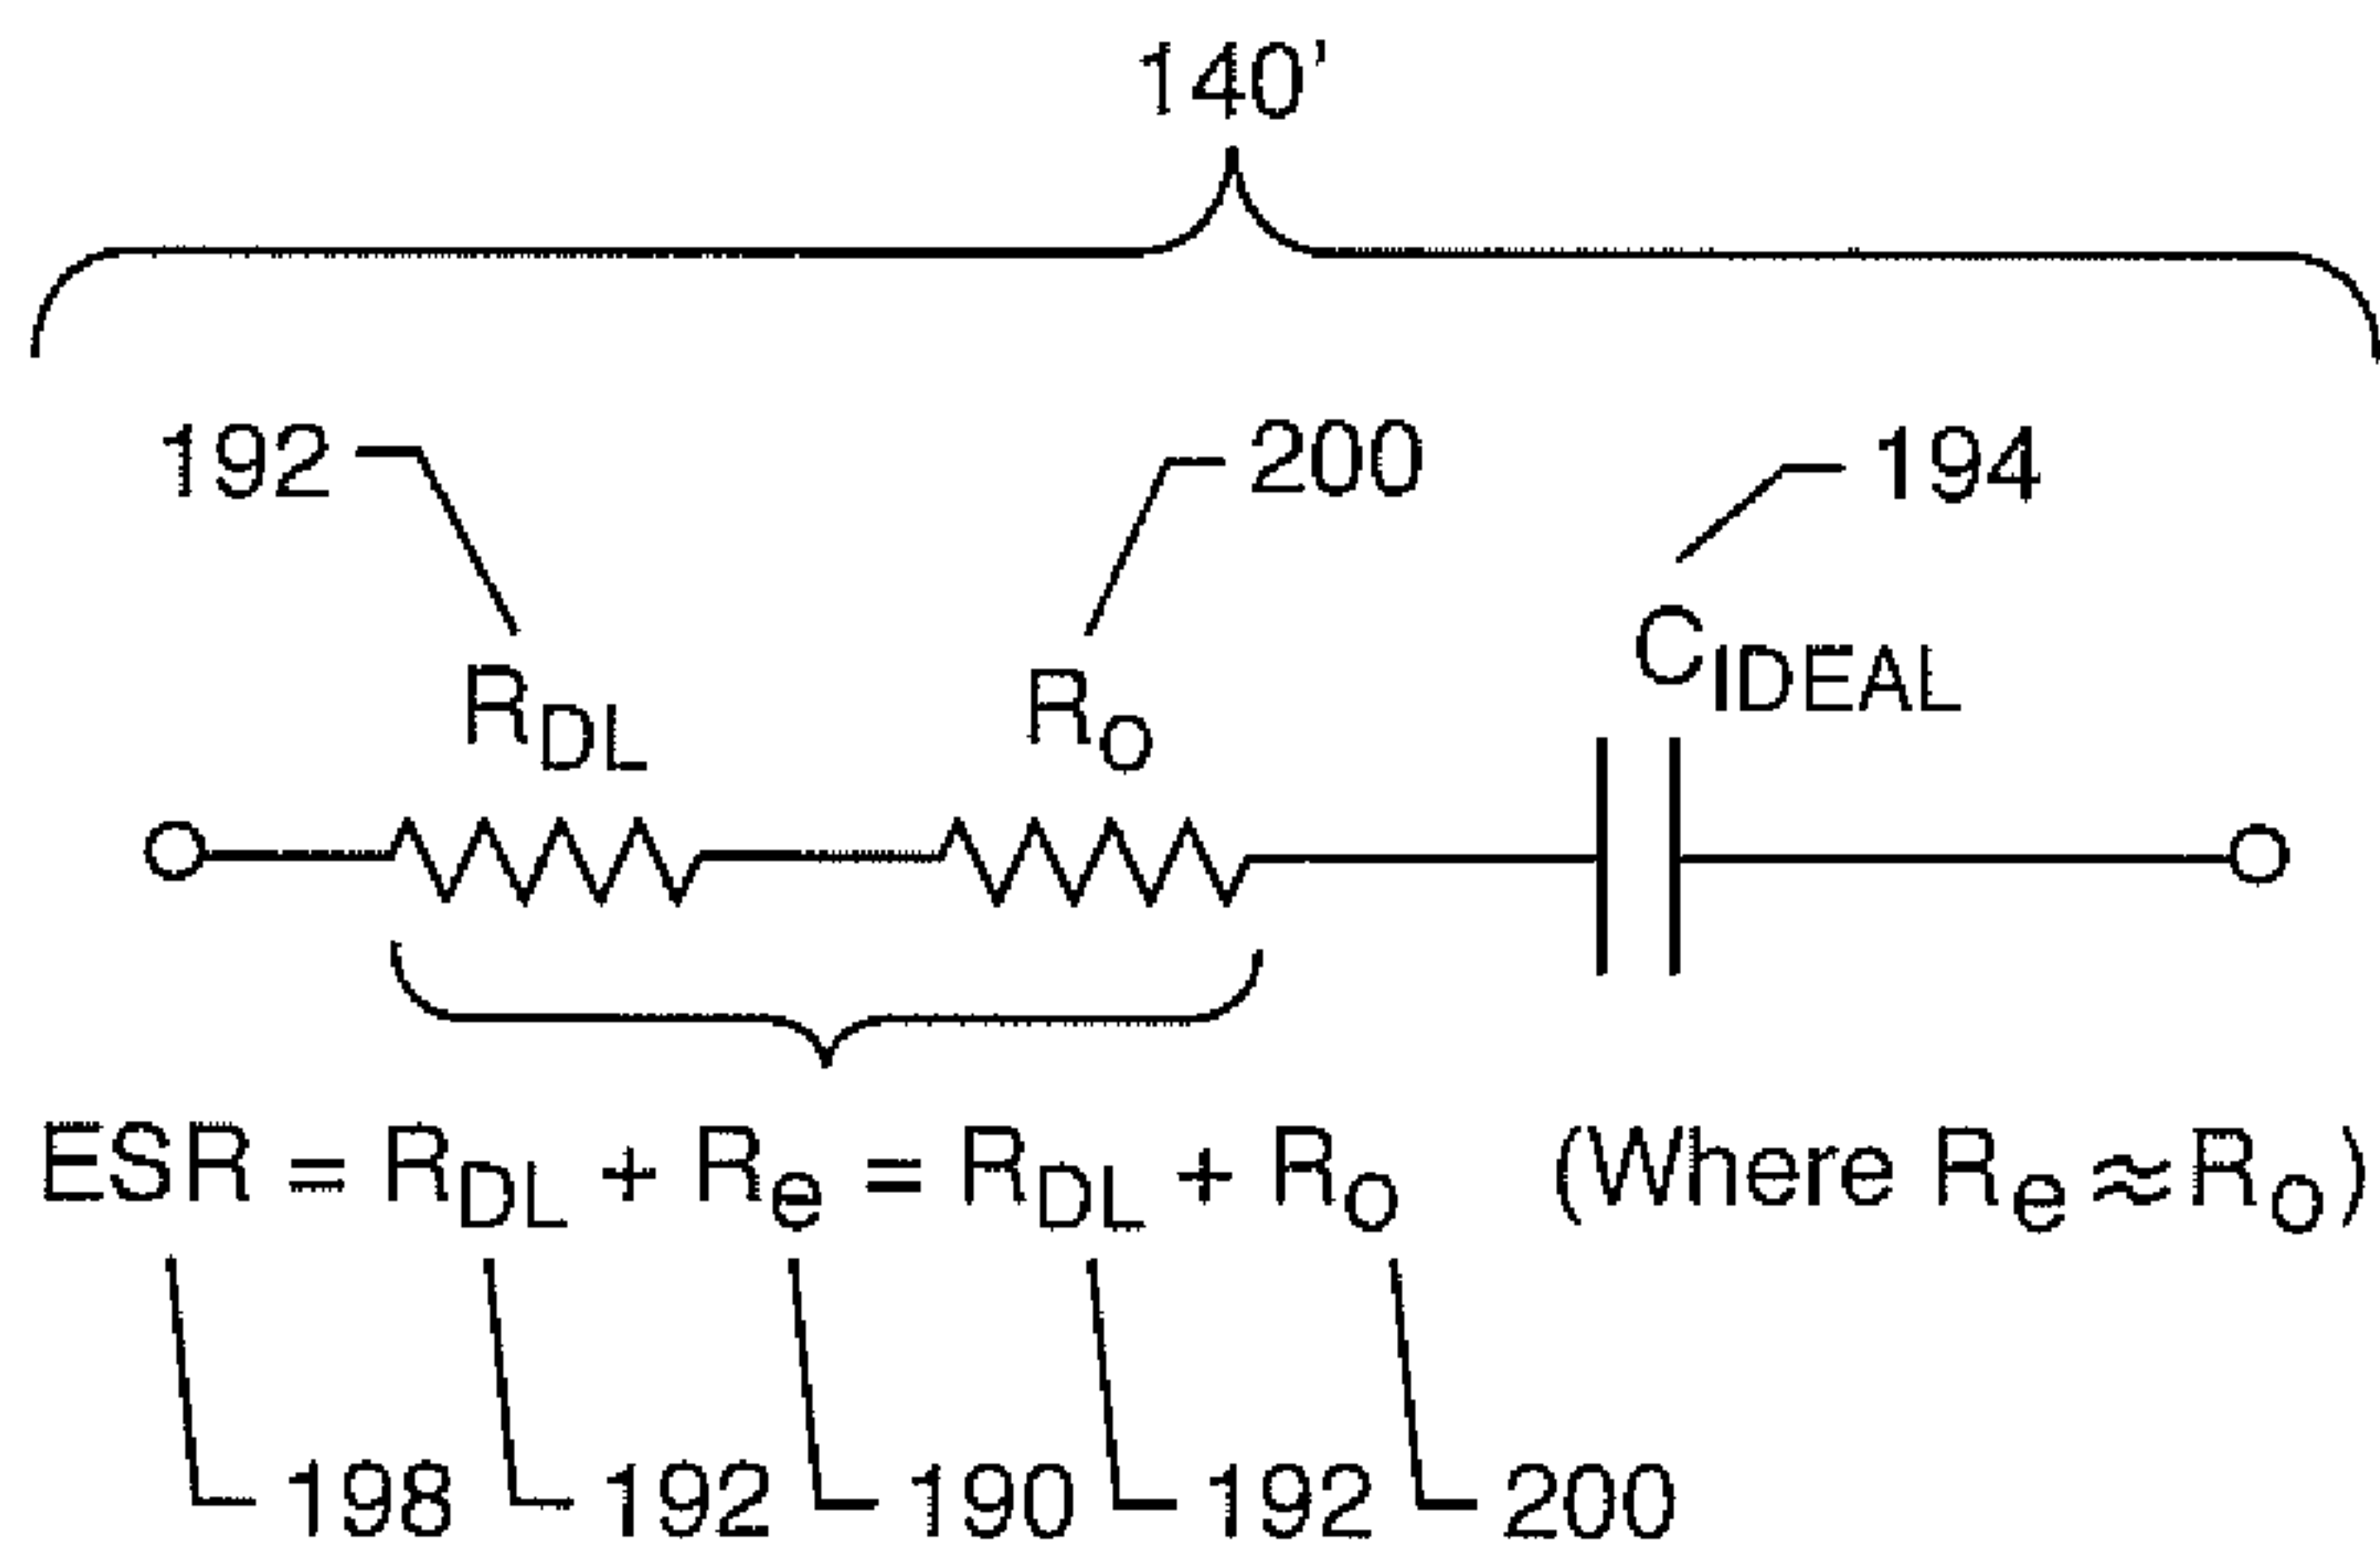 140'
192 200 194
R_DL R_O C_IDEAL
ESR = R_DL + R_e = R_DL + R_O (Where R_e ≈ R_O)
198 192 190 192 200